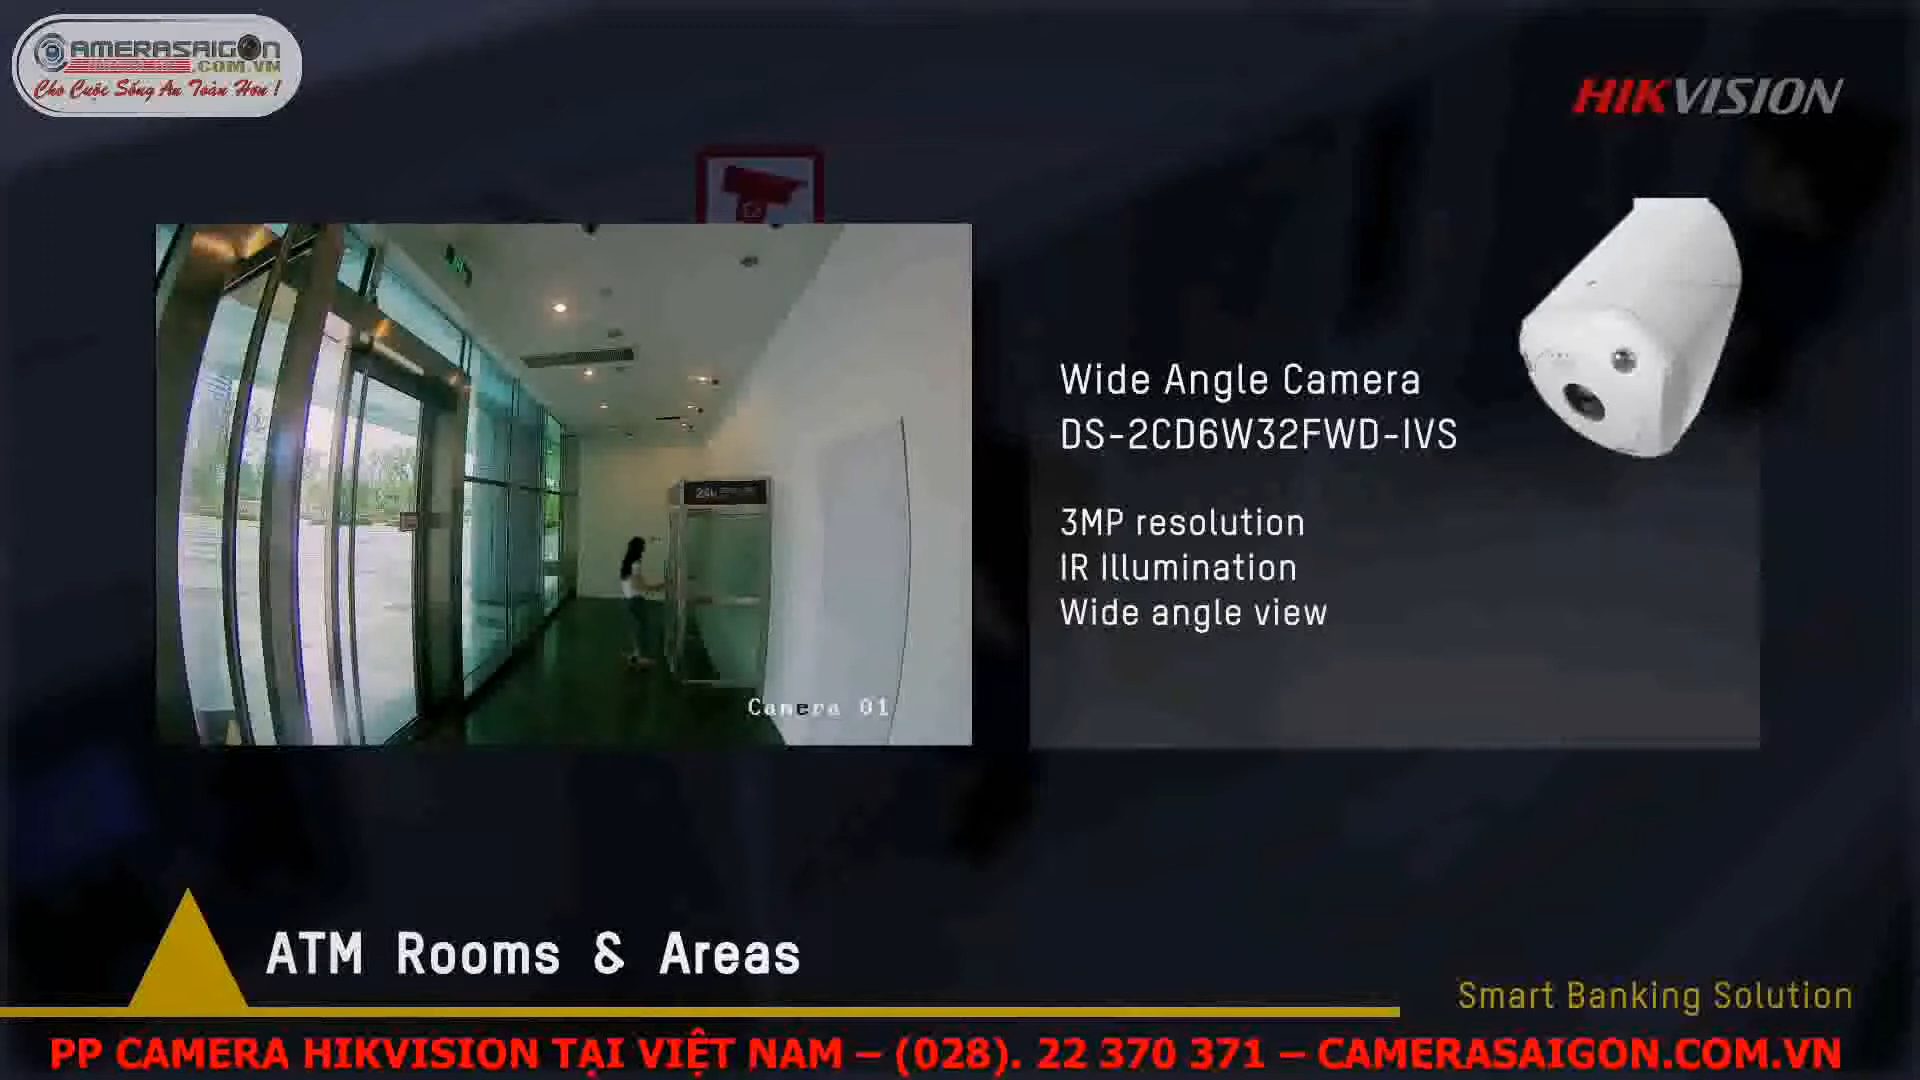 CAMERASAIGON
.COM.VN
Cho Cuộc Sống An Toàn Hơn !
HIKVISION
Wide Angle Camera
DS-2CD6W32FWD-IVS
3MP resolution
IR Illumination
Wide angle view
24h
Camera 01
ATM Rooms & Areas
Smart Banking Solution
PP CAMERA HIKVISION TẠI VIỆT NAM – (028). 22 370 371 – CAMERASAIGON.COM.VN